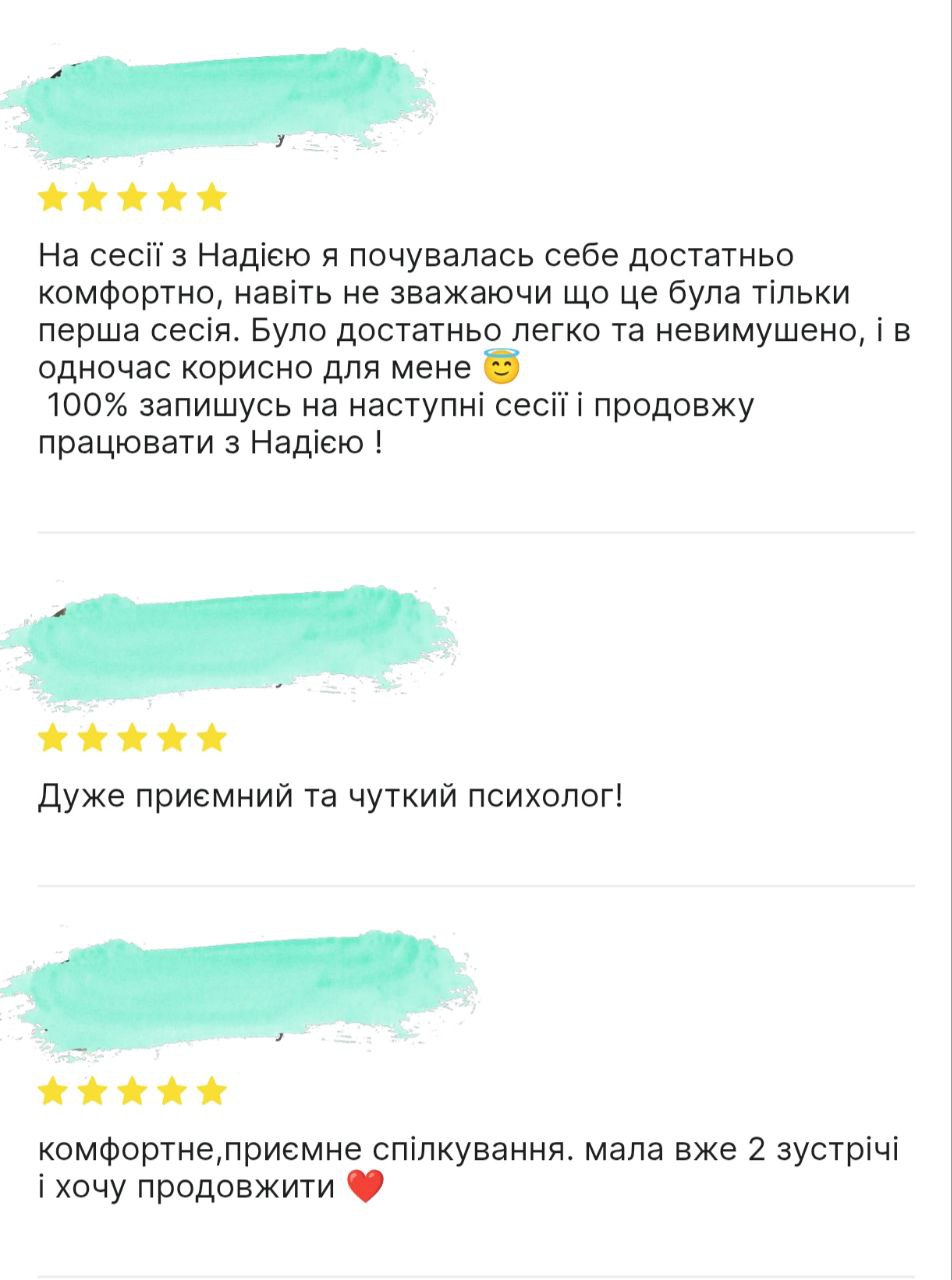 На сесії з Надією я почувалась себе достатньо
комфортно, навіть не зважаючи що це була тільки
перша сесія. Було достатньо легко та невимушено, і в
одночас корисно для мене 😇
100% запишусь на наступні сесії і продовжу
працювати з Надією !
Дуже приємний та чуткий психолог!
комфортне,приємне спілкування. мала вже 2 зустрічі
і хочу продовжити ❤️